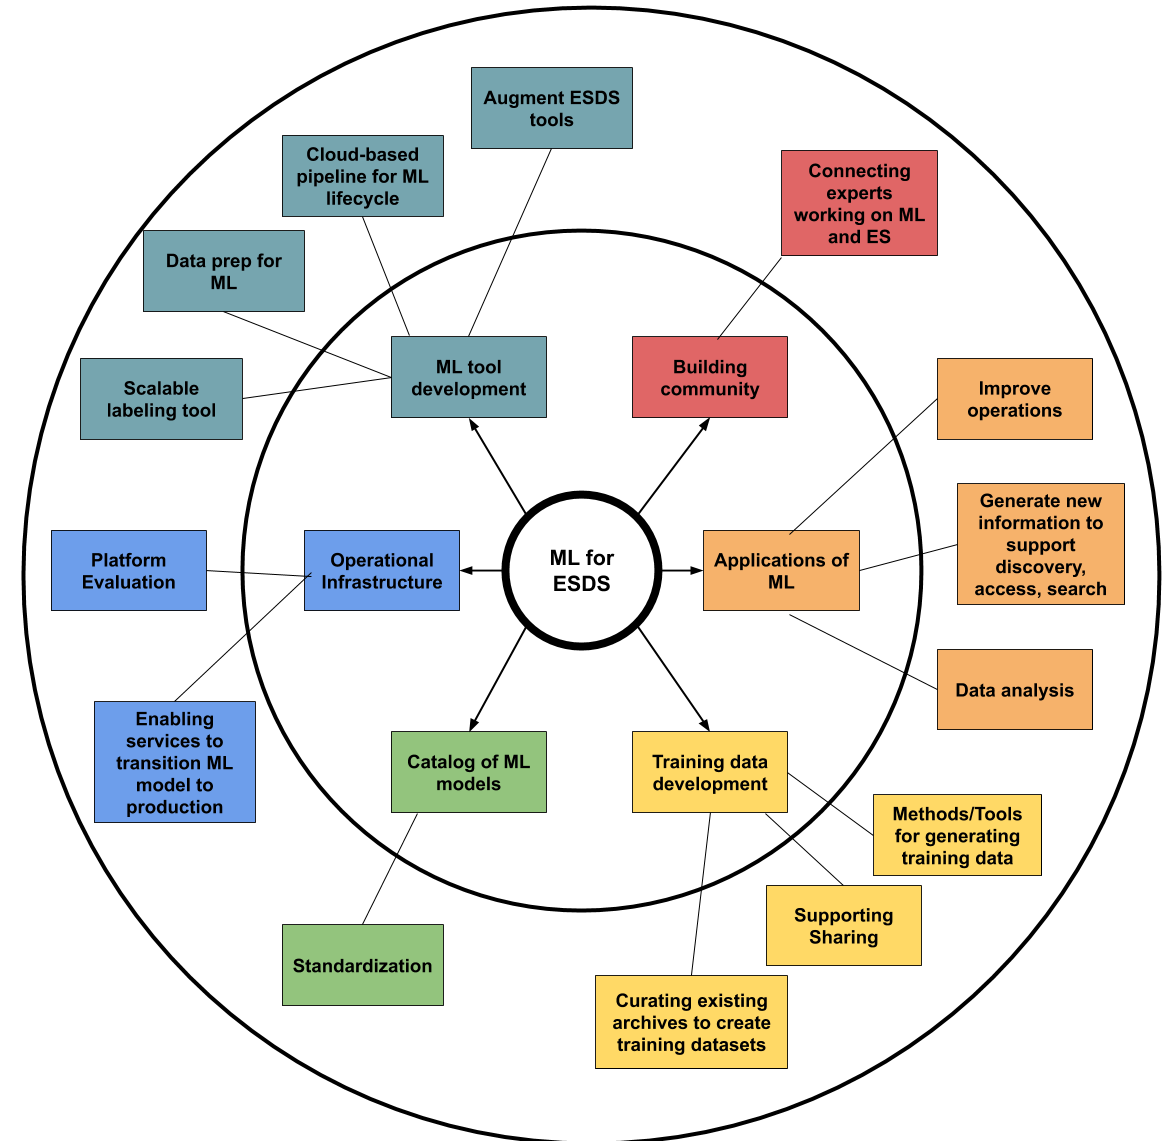 Augment ESDS
tools
Cloud-based
pipeline for ML
lifecycle
Connecting
experts
working on ML
and ES
Data prep for
ML
Scalable
labeling tool
ML tool
development
Building
community
Improve
operations
Platform
Evaluation
Operational
Infrastructure
ML for
ESDS
Applications of
ML
Generate new
information to
support
discovery,
access, search
Data analysis
Enabling
services to
transition ML
model to
production
Catalog of ML
models
Training data
development
Methods/Tools
for generating
training data
Supporting
Sharing
Standardization
Curating existing
archives to create
training datasets